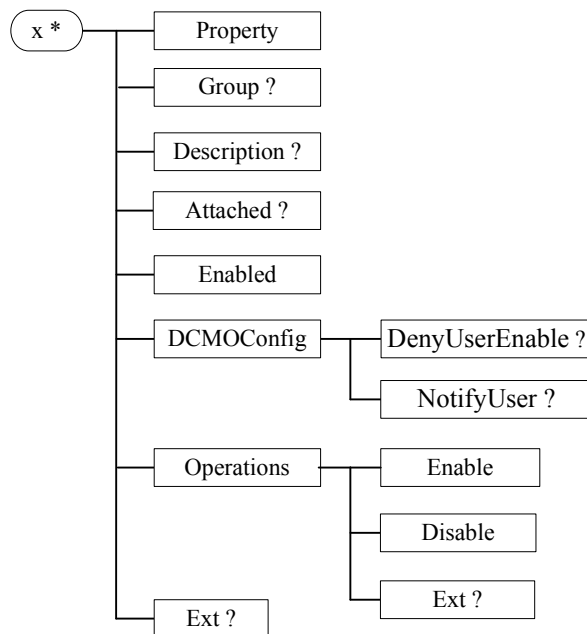 x *
Property
Group ?
Description ?
Attached ?
Enabled
DCMOConfig
DenyUserEnable ?
NotifyUser ?
Operations
Enable
Disable
Ext ?
Ext ?